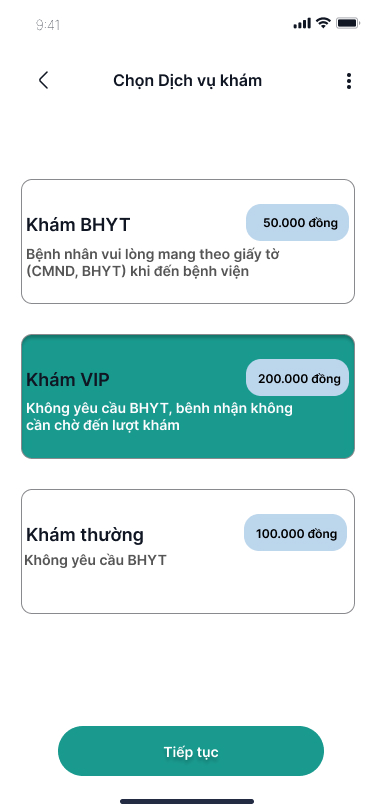 9:41
Chọn Dịch vụ khám
Khám BHYT
50.000 đồng
Bệnh nhân vui lòng mang theo giấy tờ
(CMND, BHYT) khi đến bệnh viện
Khám VIP
200.000 đồng
Không yêu cầu BHYT, bênh nhận không
cần chờ đến lượt khám
Khám thường
100.000 đồng
Không yêu cầu BHYT
Tiếp tục